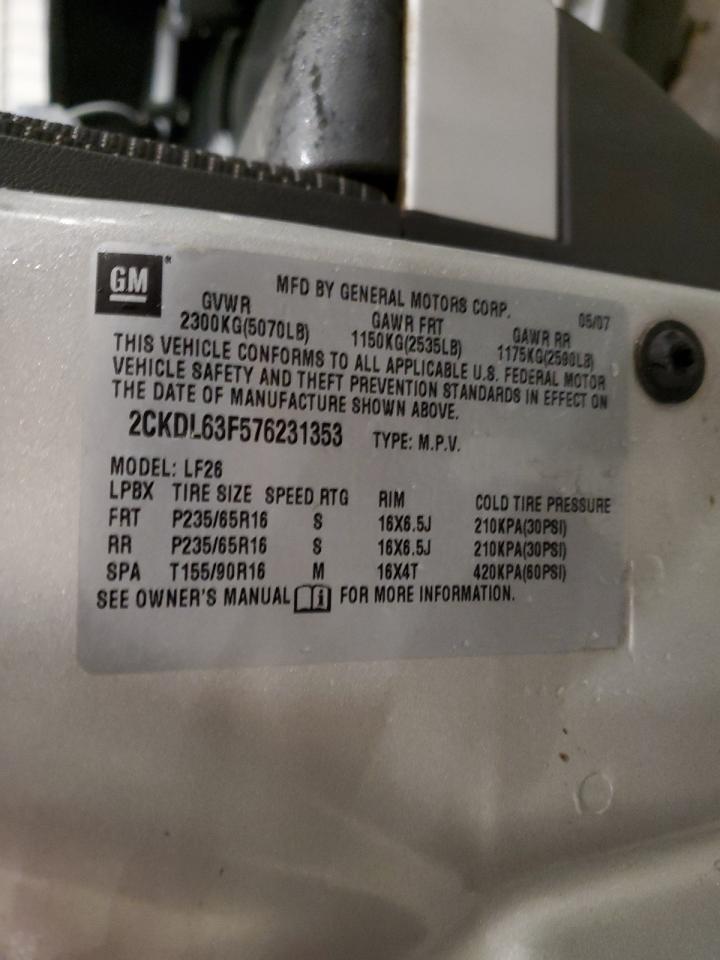 GM
MFD BY GENERAL MOTORS CORP. 05/07
GVWR GAWR FRT GAWR RR
2300KG(5070LB) 1150KG(2535LB) 1175KG(2590LB)
THIS VEHICLE CONFORMS TO ALL APPLICABLE U.S. FEDERAL MOTOR
VEHICLE SAFETY AND THEFT PREVENTION STANDARDS IN EFFECT ON
THE DATE OF MANUFACTURE SHOWN ABOVE.
2CKDL63F576231353 TYPE: M.P.V.
MODEL: LF26
LPBX TIRE SIZE SPEED RTG RIM COLD TIRE PRESSURE
FRT P235/65R16 S 16X6.5J 210KPA(30PSI)
RR P235/65R16 S 16X6.5J 210KPA(30PSI)
SPA T155/90R16 M 16X4T 420KPA(60PSI)
SEE OWNER'S MANUAL FOR MORE INFORMATION.